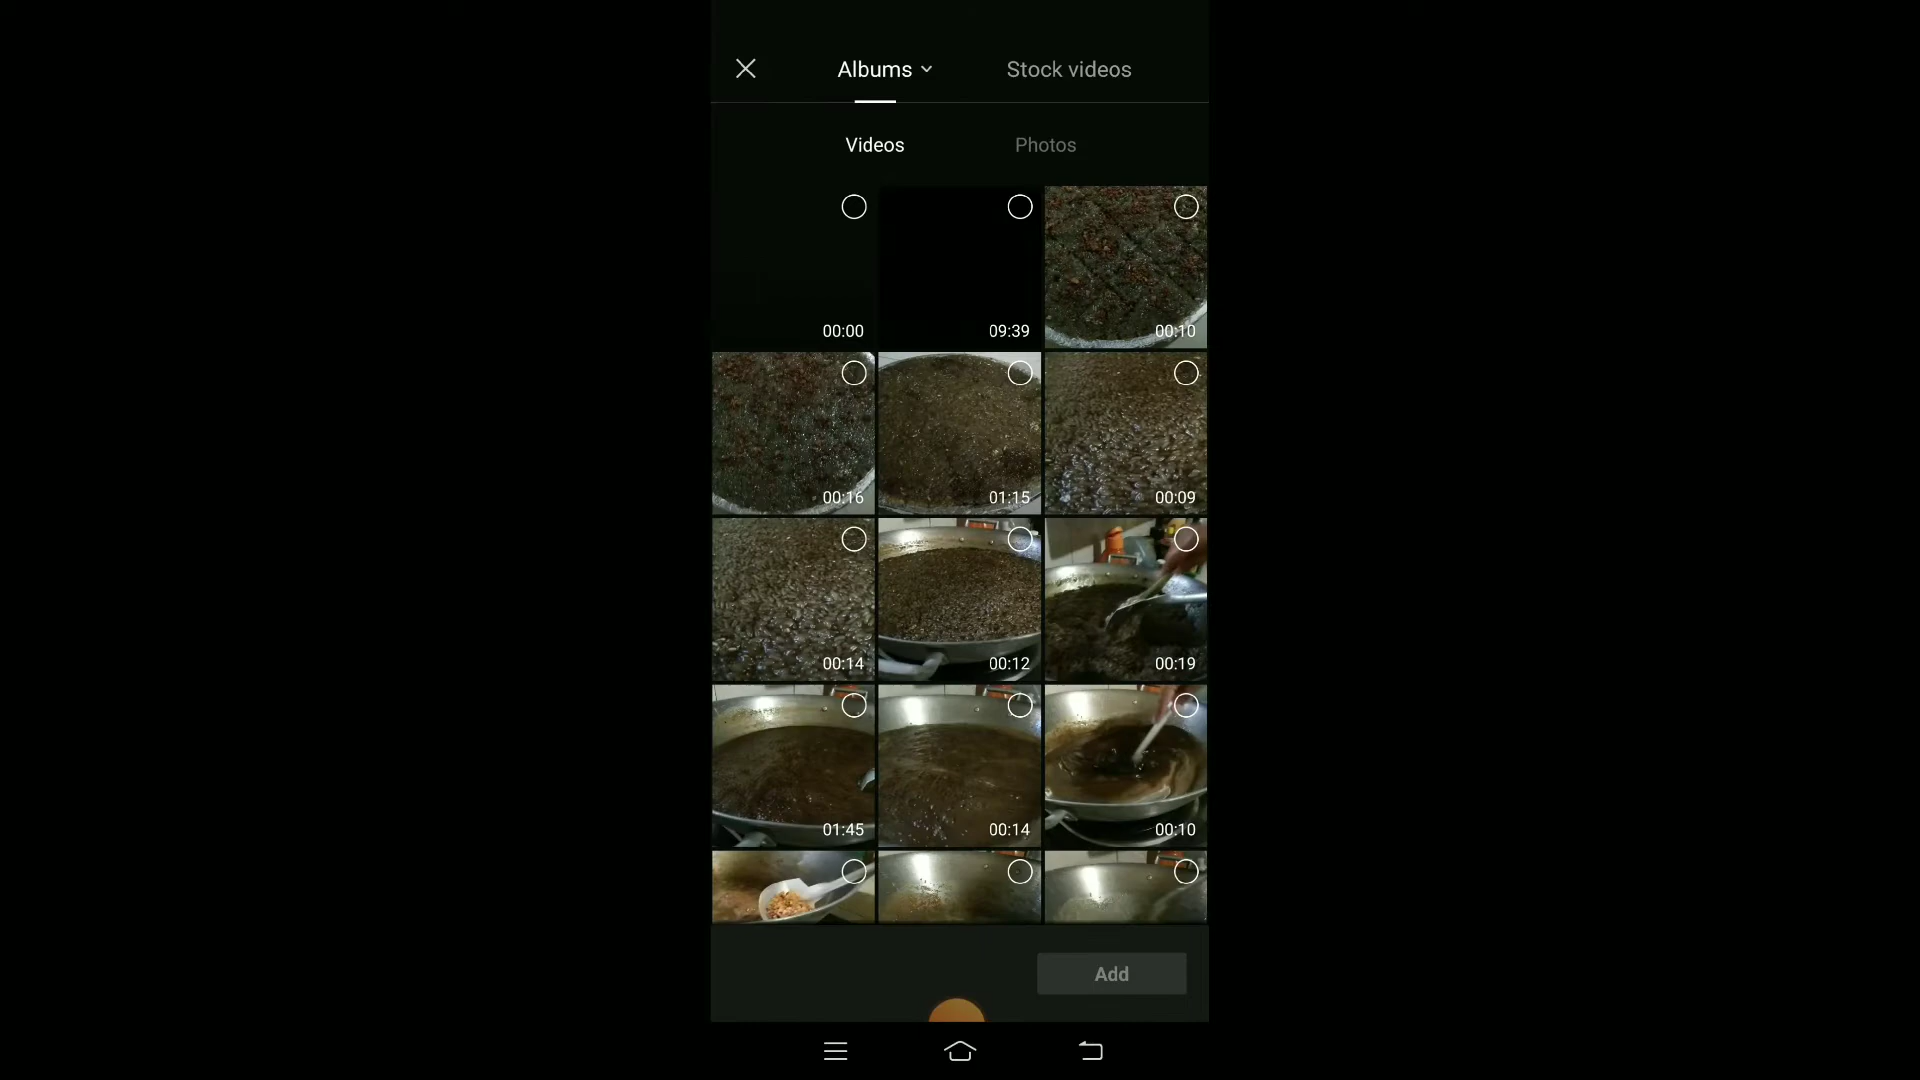 Albums Stock videos
Videos Photos
00:00 09:39 00:10
00:16 01:15 00:09
00:14 00:12 00:19
01:45 00:14 00:10
Add